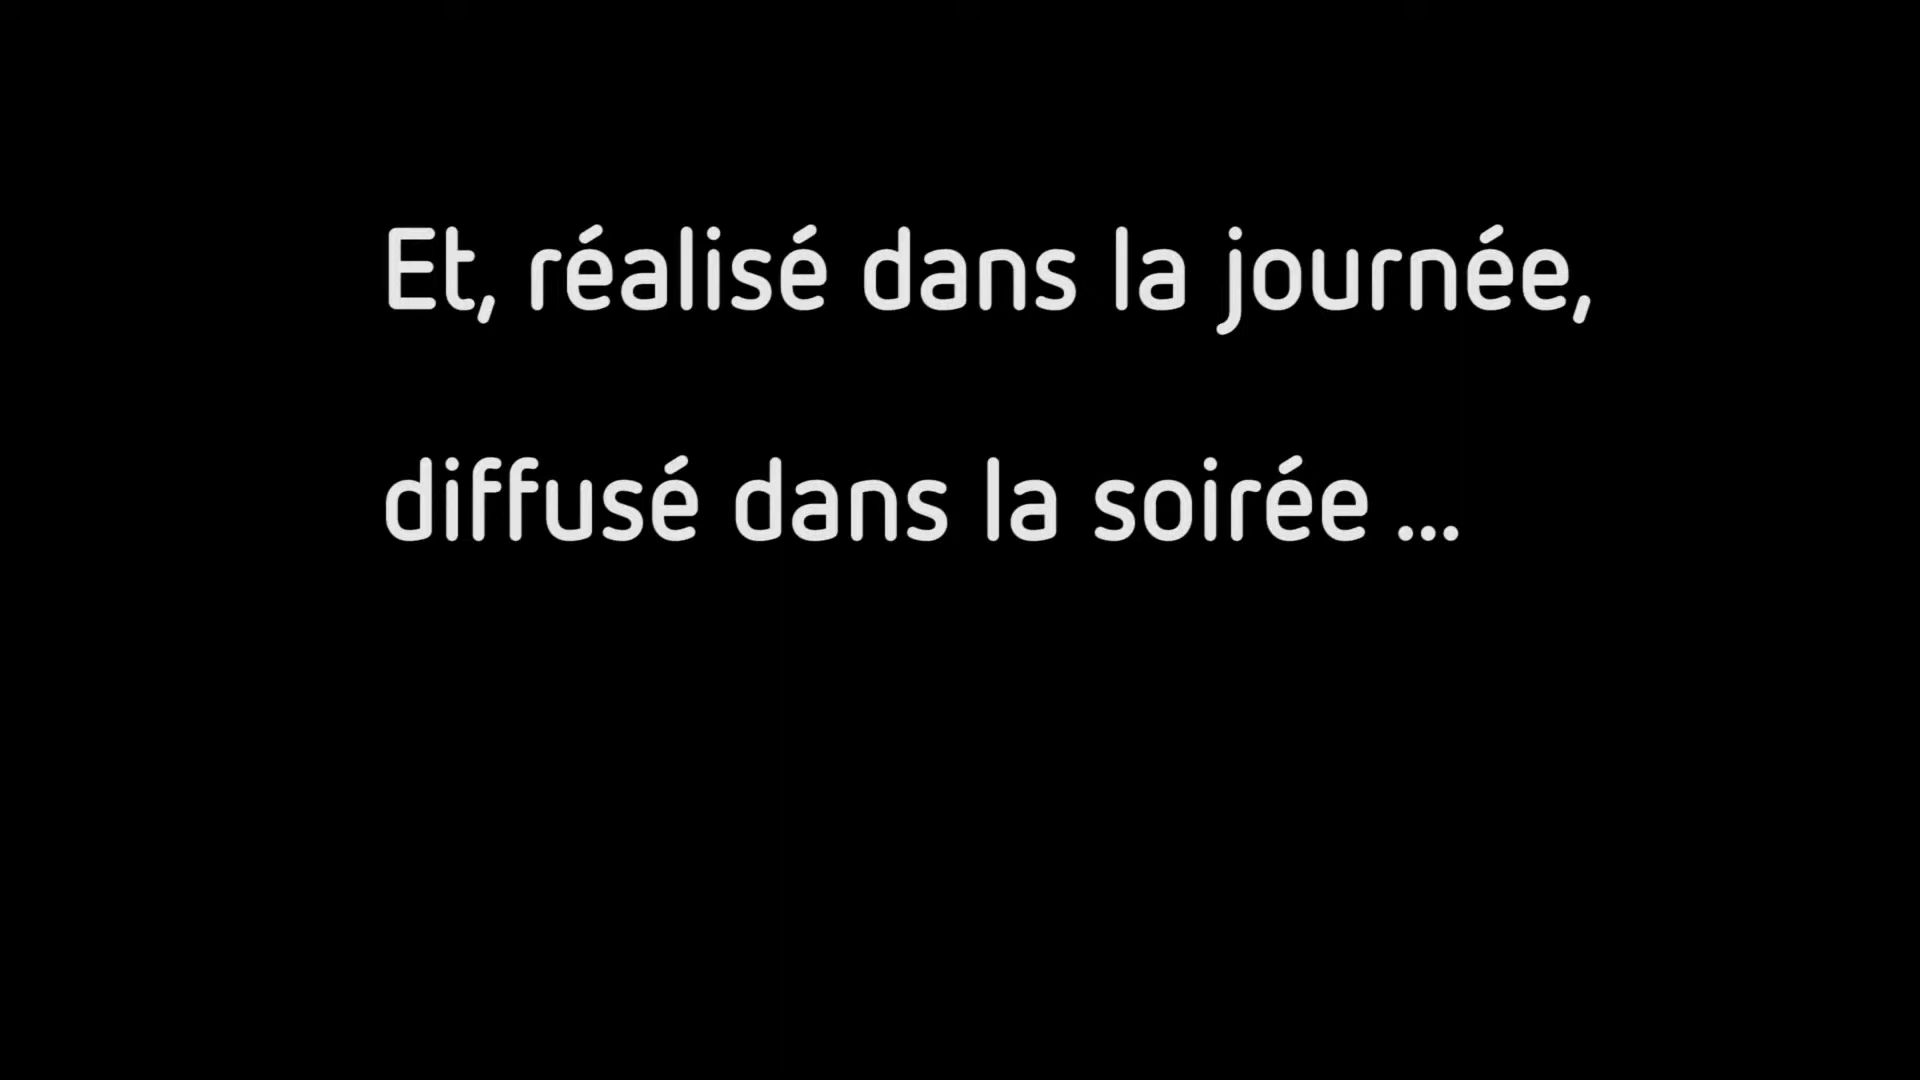 Et, réalisé dans la journée,
diffusé dans la soirée ...